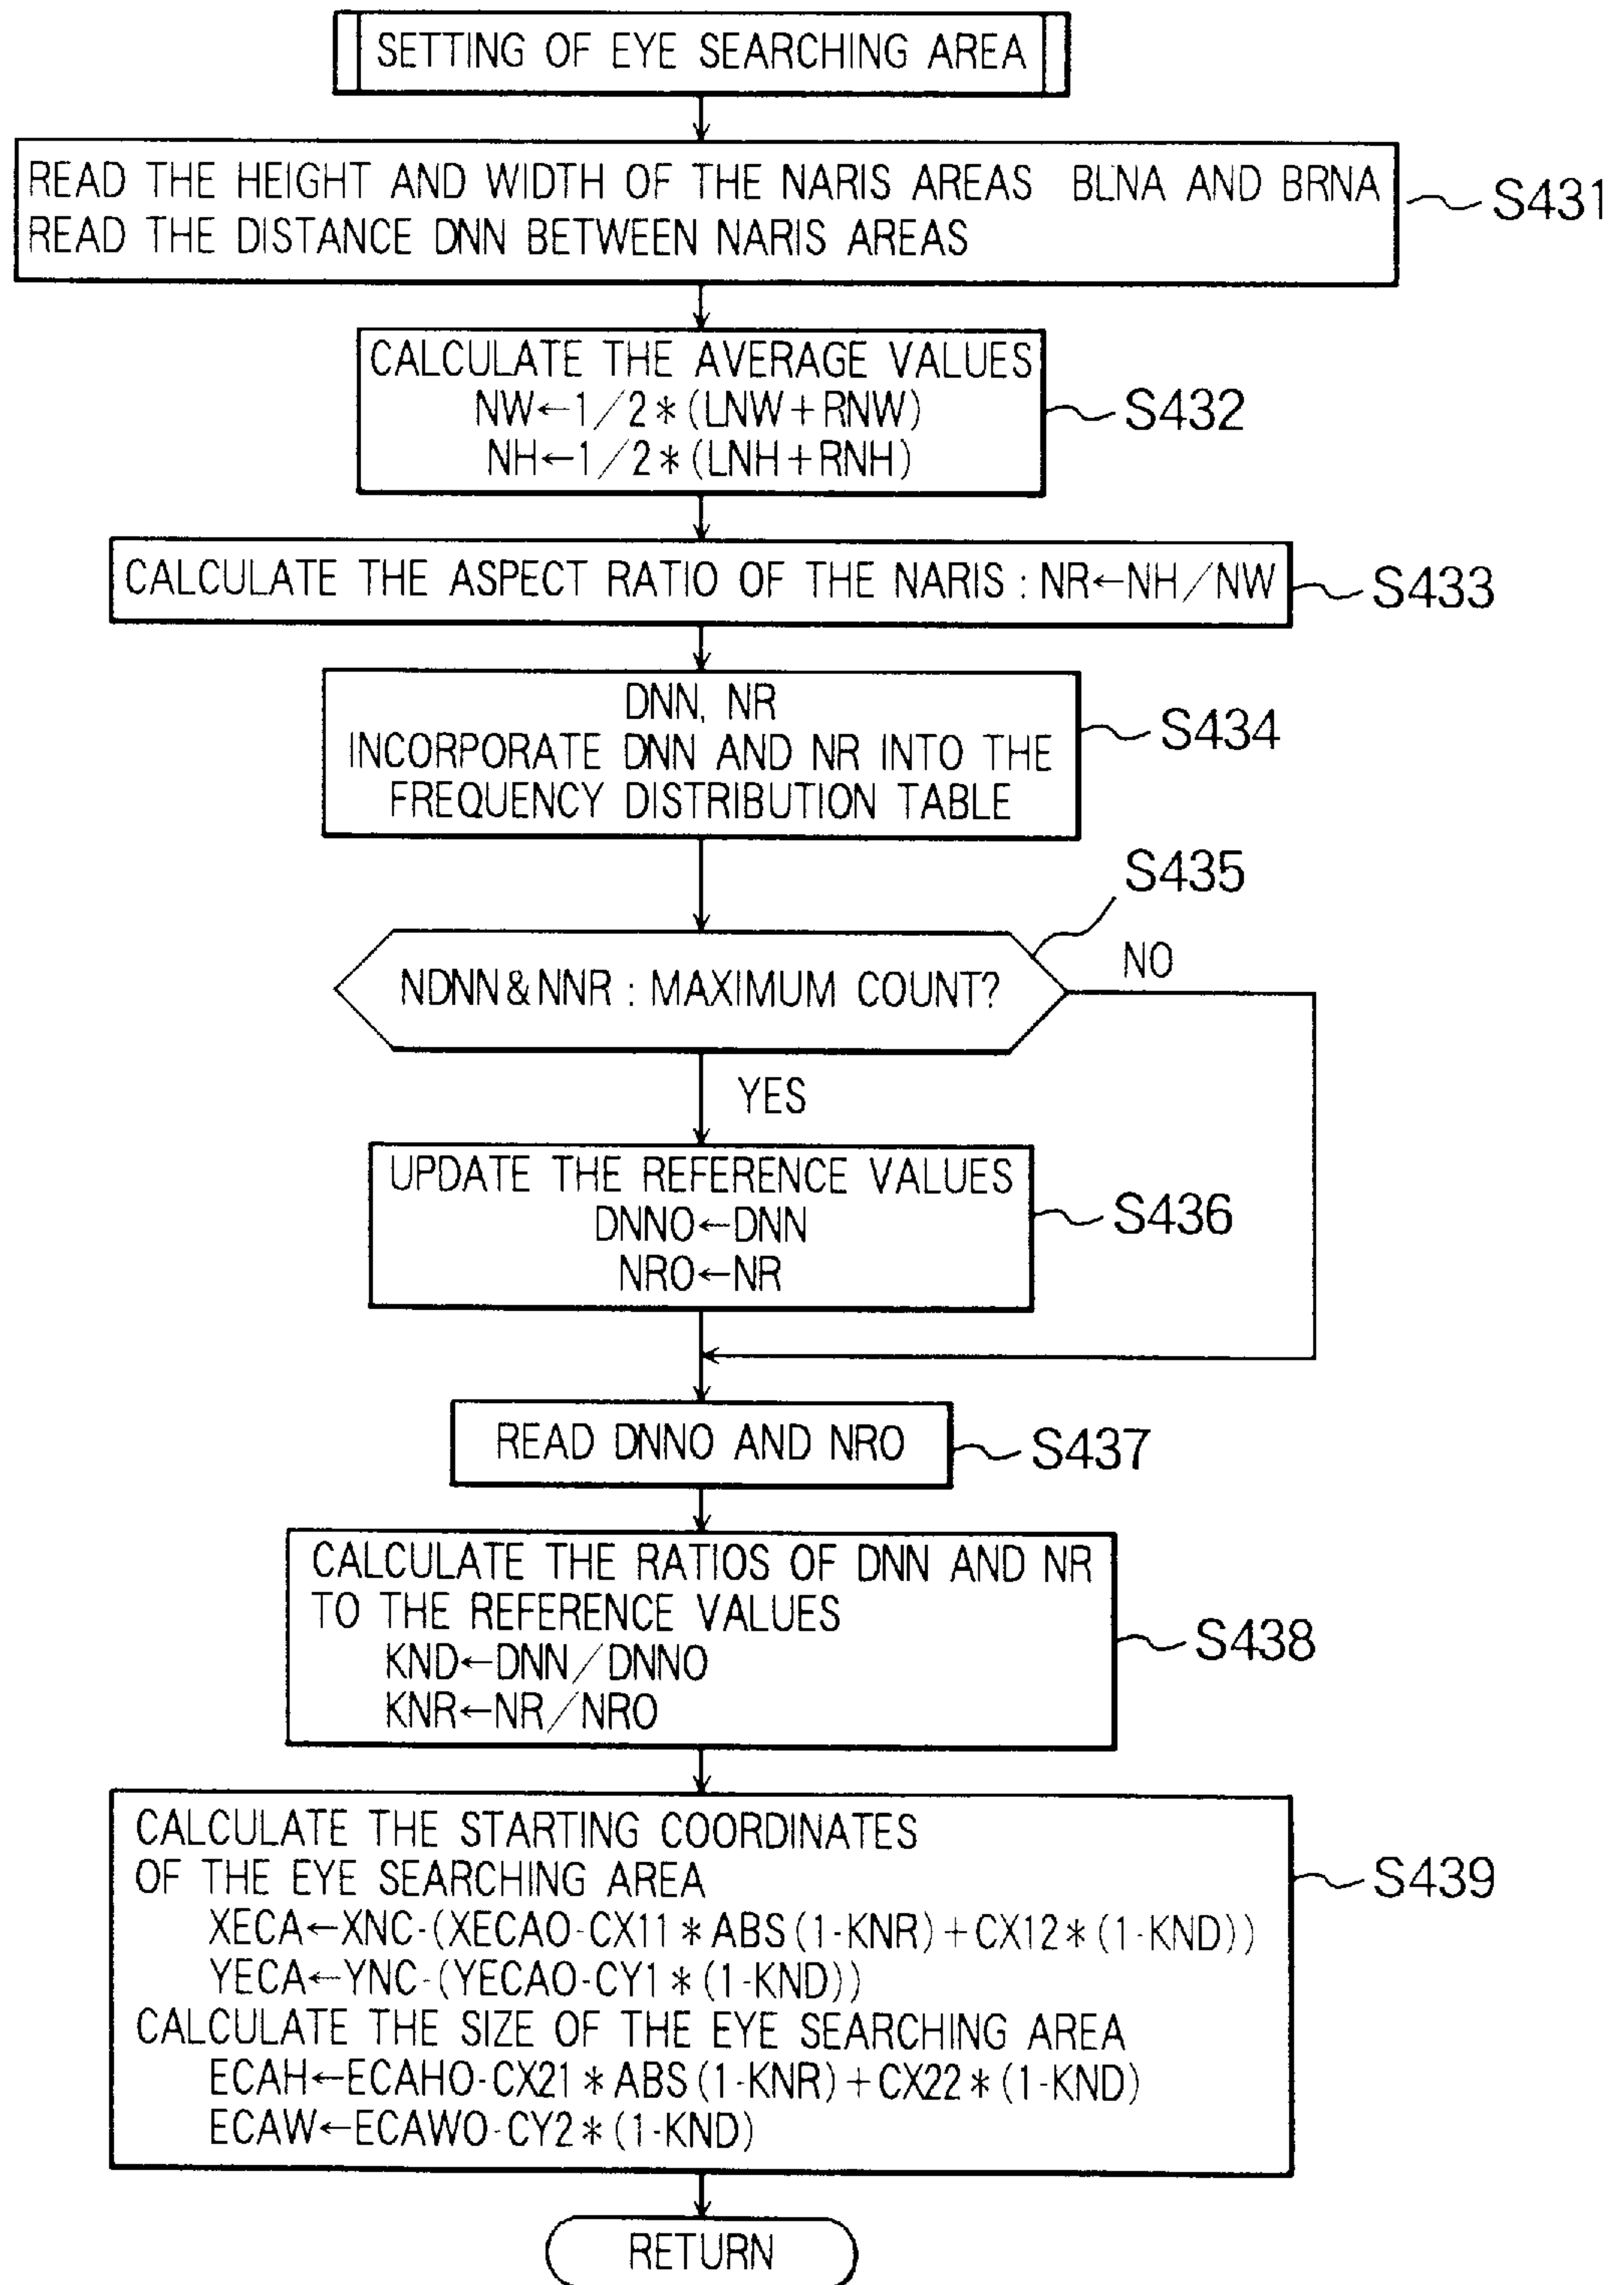 SETTING OF EYE SEARCHING AREA
READ THE HEIGHT AND WIDTH OF THE NARIS AREAS BLNA AND BRNA
READ THE DISTANCE DNN BETWEEN NARIS AREAS
S431
CALCULATE THE AVERAGE VALUES
NW←1/2*(LNW+RNW)
NH←1/2*(LNH+RNH)
S432
CALCULATE THE ASPECT RATIO OF THE NARIS : NR←NH/NW
S433
DNN, NR
INCORPORATE DNN AND NR INTO THE
FREQUENCY DISTRIBUTION TABLE
S434
S435
NDNN&NNR : MAXIMUM COUNT?
NO
YES
UPDATE THE REFERENCE VALUES
DNNO←DNN
NRO←NR
S436
READ DNNO AND NRO
S437
CALCULATE THE RATIOS OF DNN AND NR
TO THE REFERENCE VALUES
KND←DNN/DNNO
KNR←NR/NRO
S438
CALCULATE THE STARTING COORDINATES
OF THE EYE SEARCHING AREA
XECA←XNC-(XECAO-CX11*ABS(1-KNR)+CX12*(1-KND))
YECA←YNC-(YECAO-CY1*(1-KND))
CALCULATE THE SIZE OF THE EYE SEARCHING AREA
ECAH←ECAHO-CX21*ABS(1-KNR)+CX22*(1-KND)
ECAW←ECAWO-CY2*(1-KND)
S439
RETURN